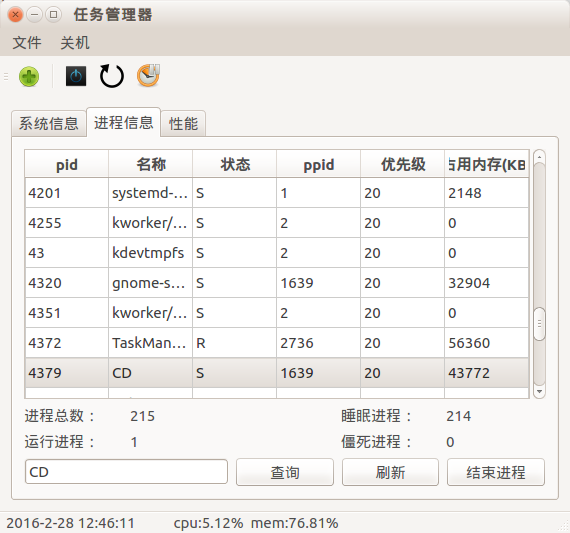 任务管理器
文件 关机
系统信息 进程信息 性能
pid 名称 状态 ppid 优先级 占用内存(KB
4201 systemd-... S 1 20 2148
4255 kworker/... S 2 20 0
43 kdevtmpfs S 2 20 0
4320 gnome-s... S 1639 20 32904
4351 kworker/... S 2 20 0
4372 TaskMan... R 2736 20 56360
4379 CD S 1639 20 43772
进程总数： 215 睡眠进程： 214
运行进程： 1 僵死进程： 0
CD 查询 刷新 结束进程
2016-2-28 12:46:11 cpu:5.12% mem:76.81%